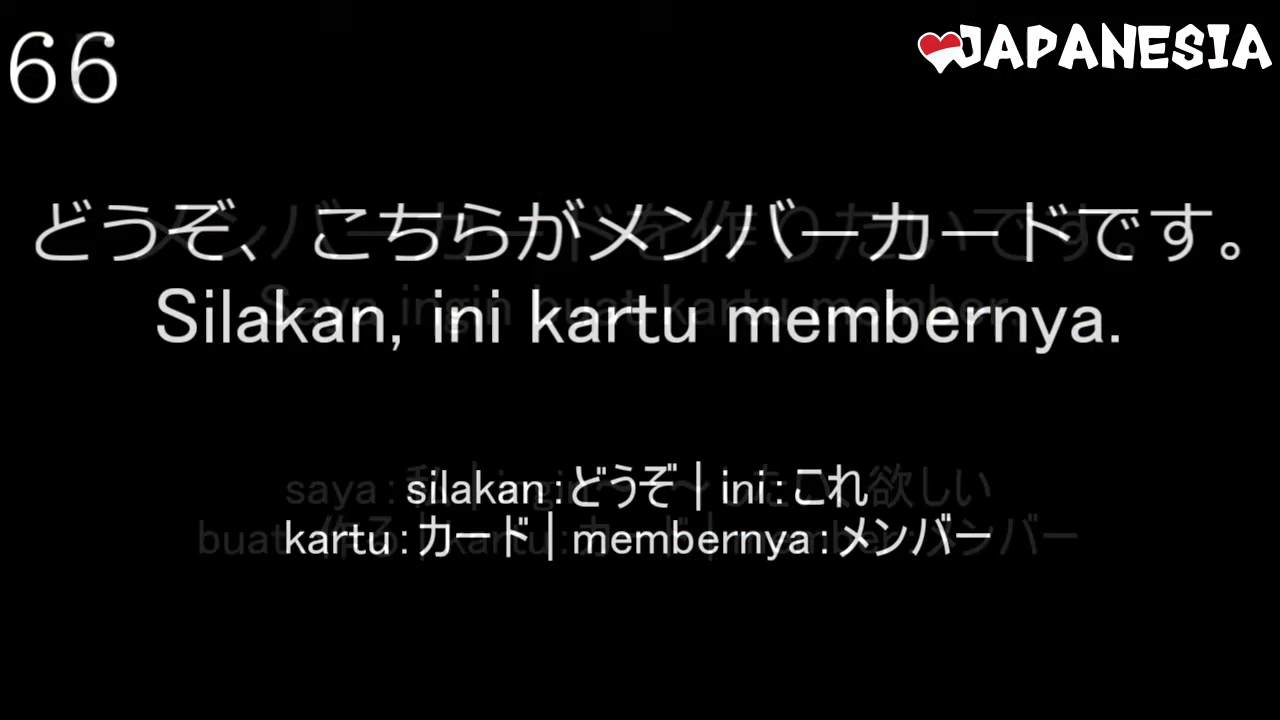 66
JAPANESIA
どうぞ、こちらがメンバーカードです。
Silakan, ini kartu membernya.
silakan:どうぞ | ini:これ
kartu:カード | membernya:メンバー